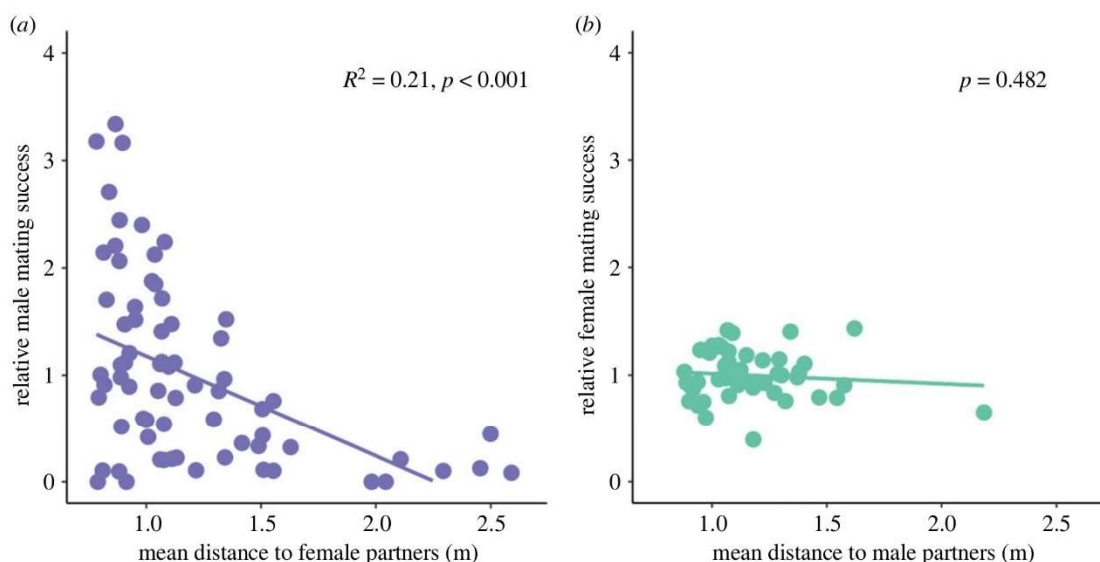 (a)
R² = 0.21, p < 0.001
relative male mating success
4
3
2
1
0
1.0 1.5 2.0 2.5
mean distance to female partners (m)
(b)
p = 0.482
relative female mating success
4
3
2
1
0
1.0 1.5 2.0 2.5
mean distance to male partners (m)